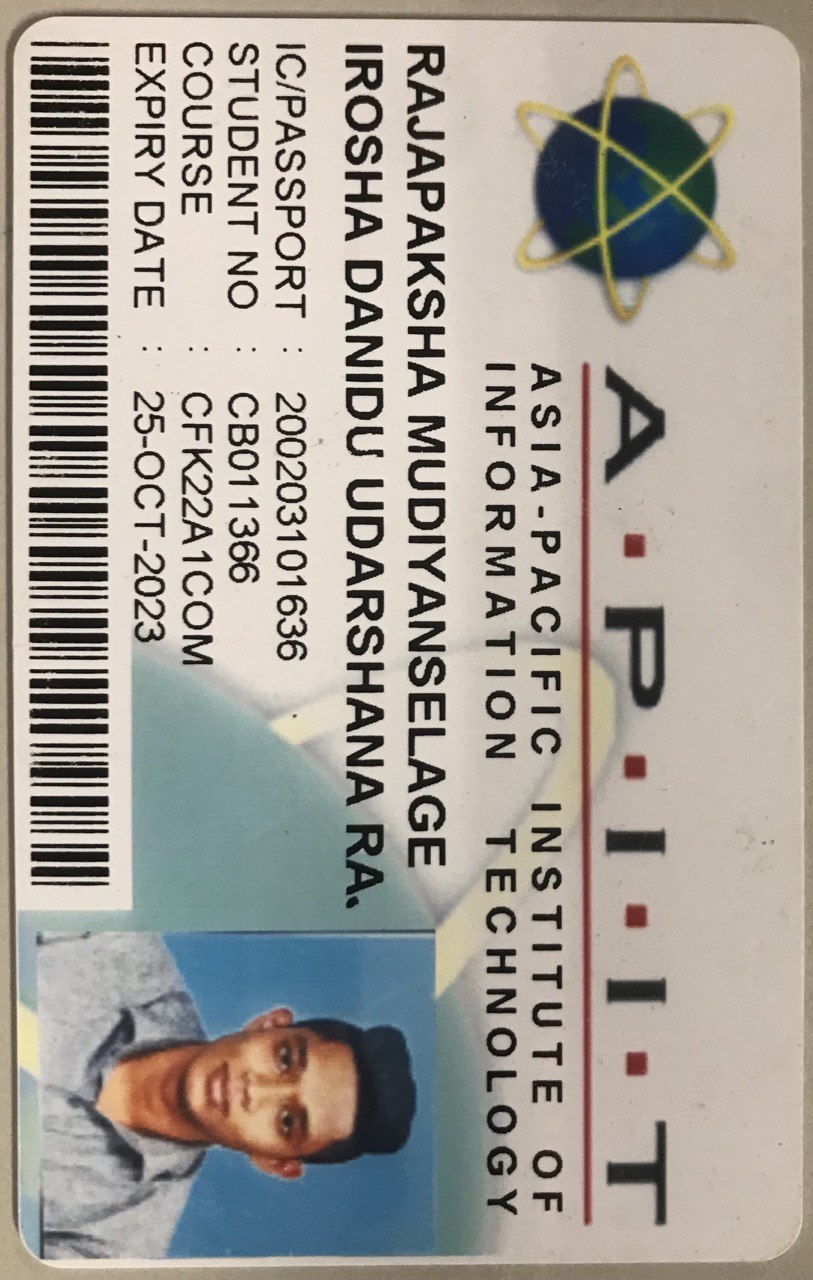 A·P·I·I·T
ASIA-PACIFIC INSTITUTE OF
INFORMATION TECHNOLOGY
RAJAPAKSHA MUDIYANSELAGE
IROSHA DANIDU UDARSHANA RA.
IC/PASSPORT : 200203101636
STUDENT NO : CB011366
COURSE : CFK22A1COM
EXPIRY DATE : 25-OCT-2023